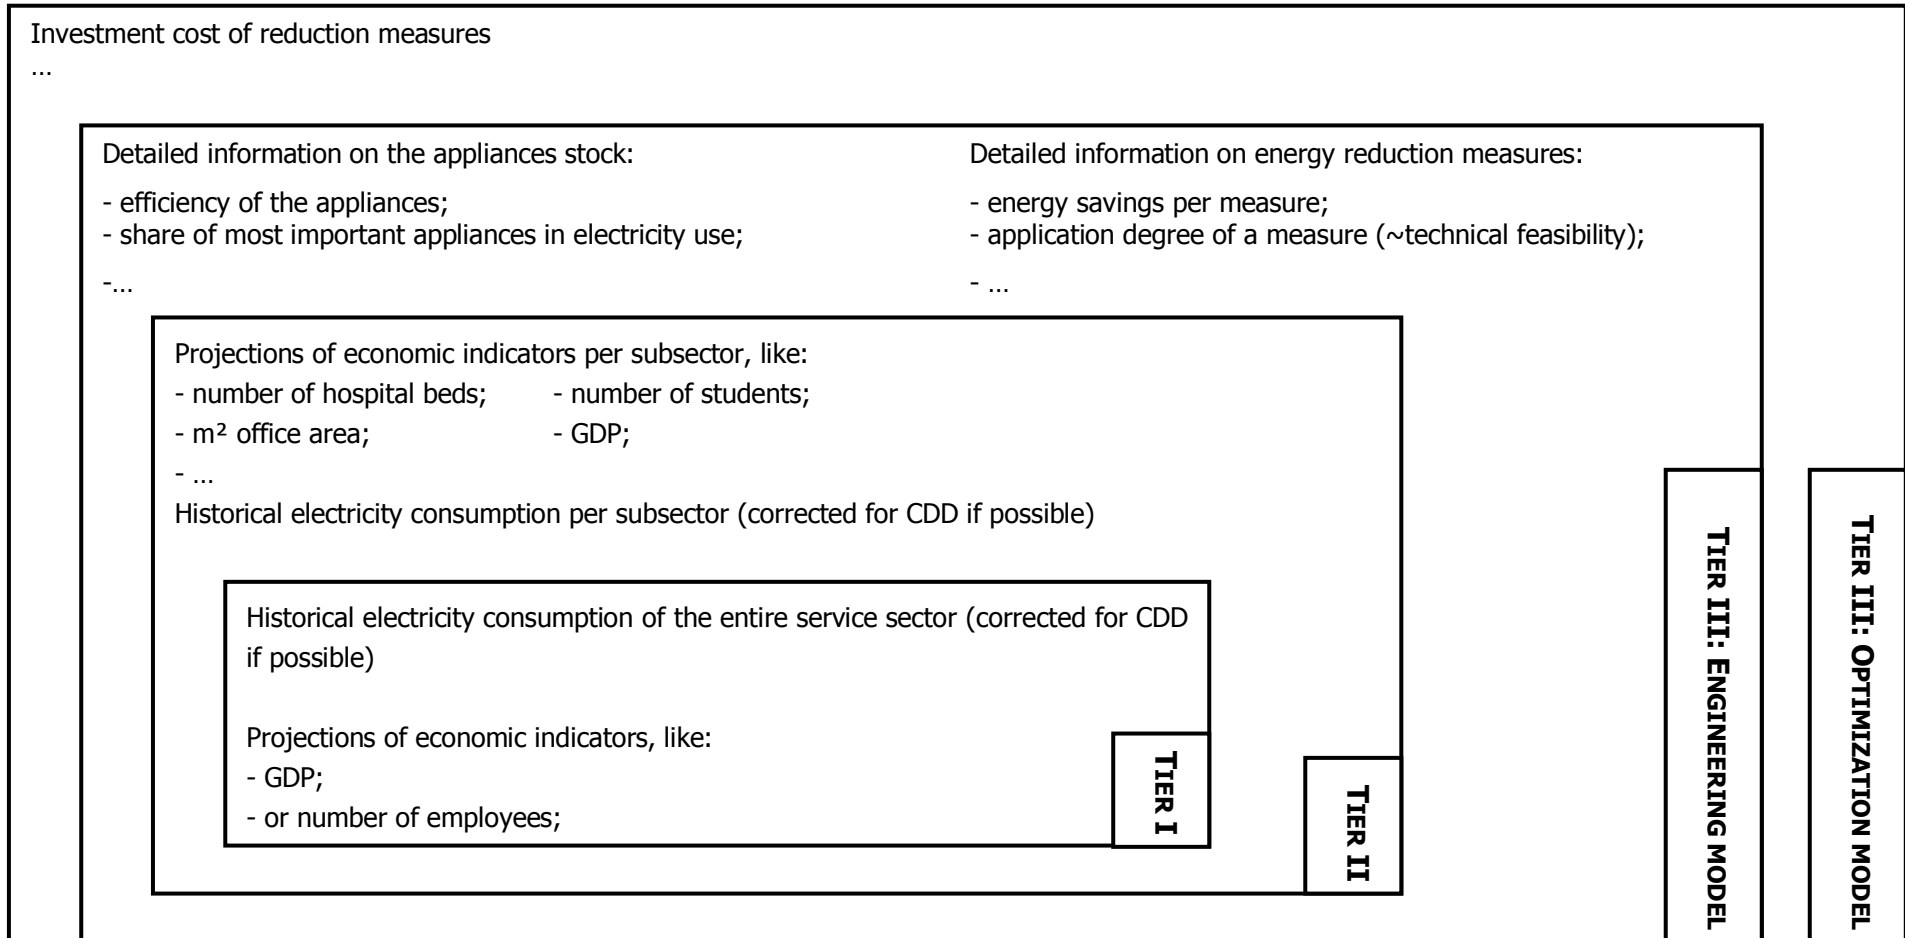 Investment cost of reduction measures
...
Detailed information on the appliances stock:
- efficiency of the appliances;
- share of most important appliances in electricity use;
-...
Detailed information on energy reduction measures:
- energy savings per measure;
- application degree of a measure (~technical feasibility);
- ...
Projections of economic indicators per subsector, like:
- number of hospital beds; - number of students;
- m² office area; - GDP;
- ...
Historical electricity consumption per subsector (corrected for CDD if possible)
Historical electricity consumption of the entire service sector (corrected for CDD
if possible)
Projections of economic indicators, like:
- GDP;
- or number of employees;
TIER I
TIER II
TIER III: ENGINEERING MODEL
TIER III: OPTIMIZATION MODEL